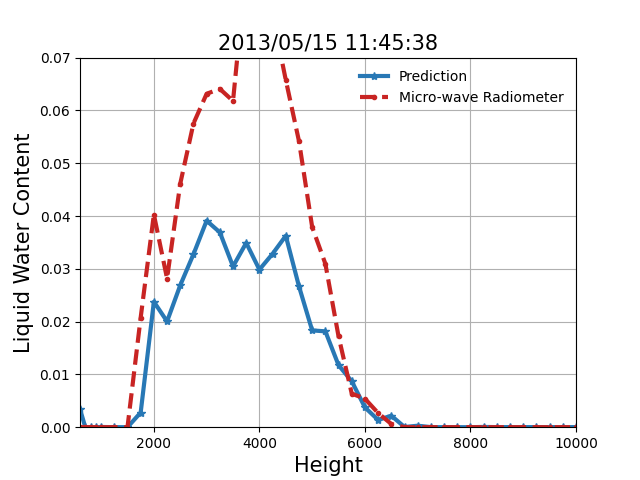 2013/05/15 11:45:38
0.07
0.06
0.05
0.04
0.03
0.02
0.01
0.00
Liquid Water Content
Prediction
Micro-wave Radiometer
2000 4000 6000 8000 10000
Height